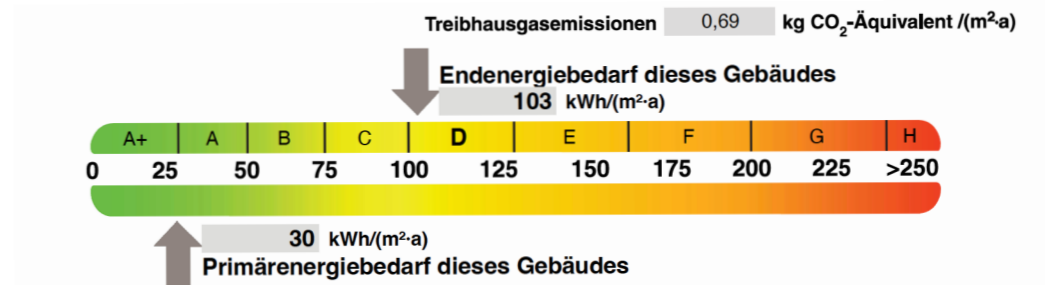 Treibhausgasemissionen 0,69 kg CO₂-Äquivalent /(m²·a)
Endenergiebedarf dieses Gebäudes
103 kWh/(m²·a)
A+ A B C D E F G H
0 25 50 75 100 125 150 175 200 225 >250
30 kWh/(m²·a)
Primärenergiebedarf dieses Gebäudes